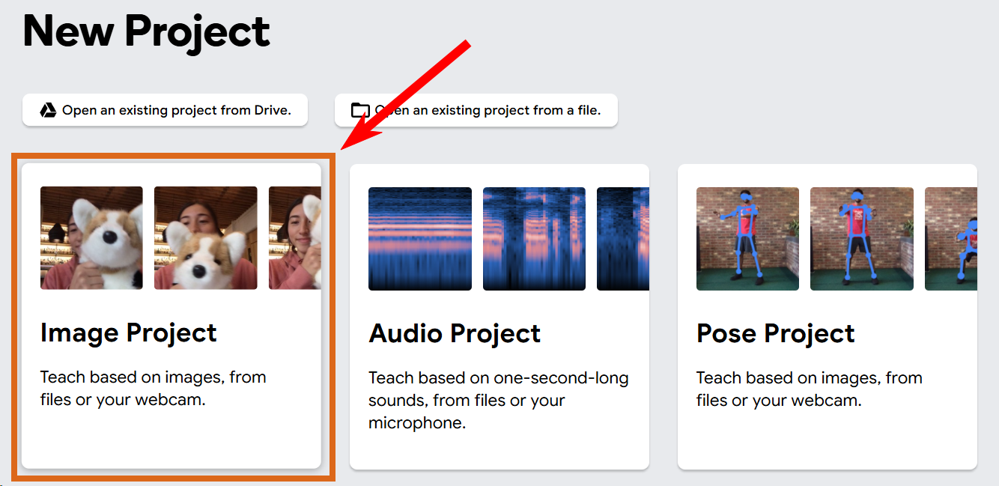 New Project
Open an existing project from Drive.
Open an existing project from a file.
Image Project
Teach based on images, from
files or your webcam.
Audio Project
Teach based on one-second-long
sounds, from files or your
microphone.
Pose Project
Teach based on images, from
files or your webcam.